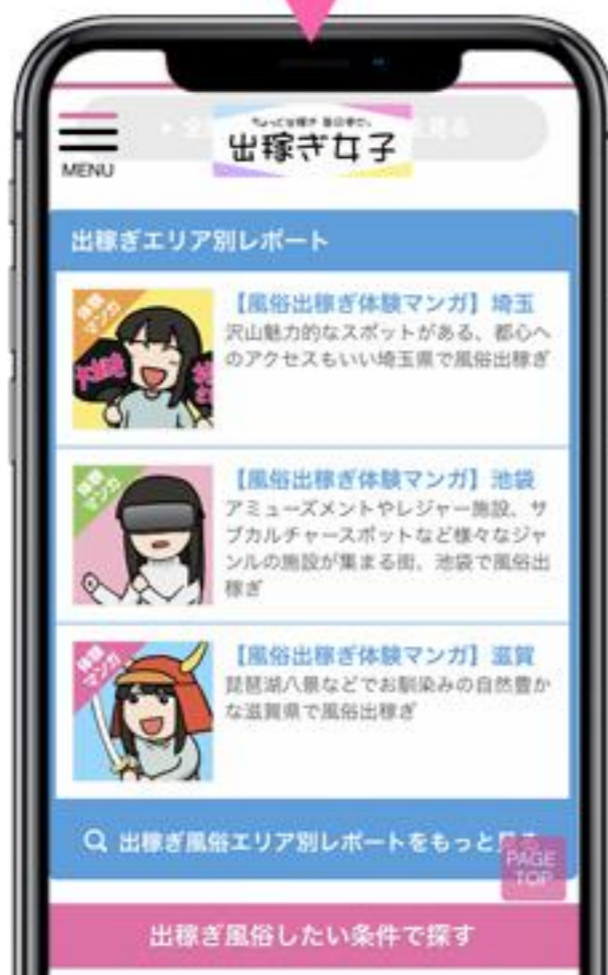 MENU
出稼ぎ女子
出稼ぎエリア別レポート
体験
マンガ
【風俗出稼ぎ体験マンガ】埼玉
沢山魅力的なスポットがある、都心へ
のアクセスもいい埼玉県で風俗出稼ぎ
体験
マンガ
【風俗出稼ぎ体験マンガ】池袋
アミューズメントやレジャー施設、サ
ブカルチャースポットなど様々なジャ
ンルの施設が集まる街、池袋で風俗出
稼ぎ
体験
マンガ
【風俗出稼ぎ体験マンガ】滋賀
琵琶湖八景などでお馴染みの自然豊か
な滋賀県で風俗出稼ぎ
出稼ぎ風俗エリア別レポートをもっと見る
PAGE
TOP
出稼ぎ風俗したい条件で探す